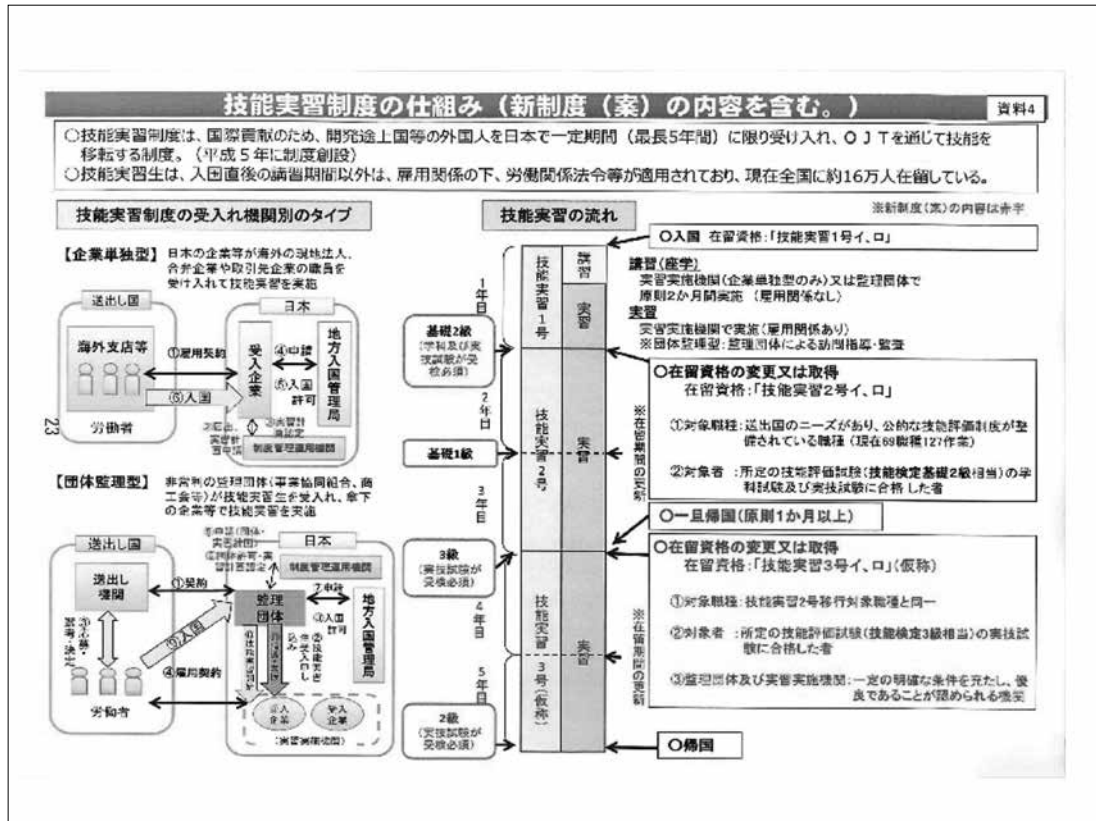 技能実習制度の仕組み（新制度（案）の内容を含む。）
資料4
○技能実習制度は、国際貢献のため、開発途上国等の外国人を日本で一定期間（最長5年間）に限り受け入れ、ＯＪＴを通じて技能を
移転する制度。（平成５年に制度創設）
○技能実習生は、入国直後の講習期間以外は、雇用関係の下、労働関係法令等が適用されており、現在全国に約16万人在留している。
技能実習制度の受入れ機関別のタイプ
【企業単独型】
日本の企業等が海外の現地法人、
合弁企業や取引先企業の職員を
受け入れて技能実習を実施
送出し国
日本
海外支店等
①雇用契約
受入企業
④申請
⑤入国
許可
地方入国管理局
⑥入国
労働者
制度管理運用機関
23
【団体監理型】
非営利の監理団体(事業協同組合、商
工会等)が技能実習生を受入れ、傘下
の企業等で技能実習を実施
送出し国
日本
制度管理運用機関
送出し
機関
①契約
監理
団体
⑦申請
入国
許可
地方入国管理局
入国
④雇用契約
労働者
受入
企業
受入
企業
(実習実施機関)
技能実習の流れ
※新制度(案)の内容は赤字
1年目
2年目
3年目
4年目
5年目
基礎2級
(学科及び実
技試験が受
検必須)
基礎1級
3級
(実技試験が
受検必須)
2級
(実技試験が
受検必須)
技能実習1号
技能実習2号
技能実習3号(仮称)
講習
実習
実習
実習
○入国 在留資格:「技能実習1号イ、ロ」
講習(座学)
実習実施機関(企業単独型のみ)又は監理団体で
原則2か月間実施 (雇用関係なし)
実習
実習実施機関で実施(雇用関係あり)
※団体監理型:監理団体による訪問指導・監査
※在留期間の更新
○在留資格の変更又は取得
在留資格:「技能実習2号イ、ロ」
①対象職種:送出国のニーズがあり、公的な技能評価制度が整
備されている職種 (現在69職種127作業)
②対象者 :所定の技能評価試験(技能検定基礎2級相当)の学
科試験及び実技試験に合格した者
○一旦帰国(原則1か月以上)
※在留期間の更新
○在留資格の変更又は取得
在留資格:「技能実習3号イ、ロ」(仮称)
①対象職種:技能実習2号移行対象職種と同一
②対象者 :所定の技能評価試験(技能検定3級相当)の実技試
験に合格した者
③監理団体及び実習実施機関:一定の明確な条件を充たし、優
良であることが認められる機関
○帰国